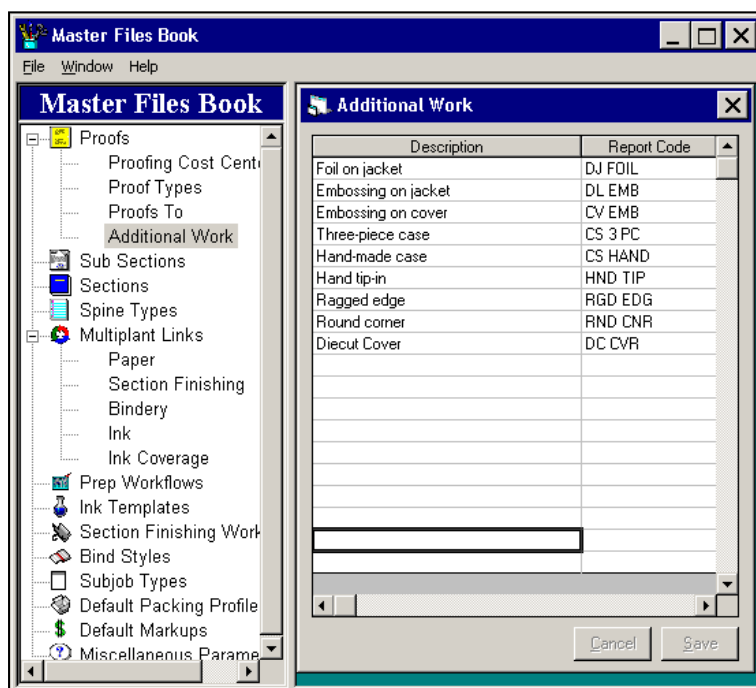 Master Files Book
File Window Help
Master Files Book
Proofs
Proofing Cost Cente
Proof Types
Proofs To
Additional Work
Sub Sections
Sections
Spine Types
Multiplant Links
Paper
Section Finishing
Bindery
Ink
Ink Coverage
Prep Workflows
Ink Templates
Section Finishing Work
Bind Styles
Subjob Types
Default Packing Profile
Default Markups
Miscellaneous Parame
Additional Work
Description Report Code
Foil on jacket DJ FOIL
Embossing on jacket DL EMB
Embossing on cover CV EMB
Three-piece case CS 3 PC
Hand-made case CS HAND
Hand tip-in HND TIP
Ragged edge RGD EDG
Round corner RND CNR
Diecut Cover DC CVR
Cancel Save